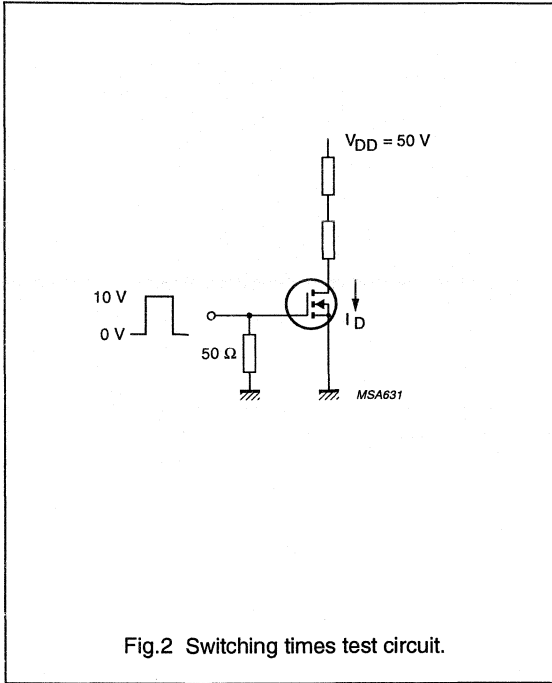 VDD = 50 V
10 V
0 V
50 Ω
ID
MSA631
Fig.2 Switching times test circuit.